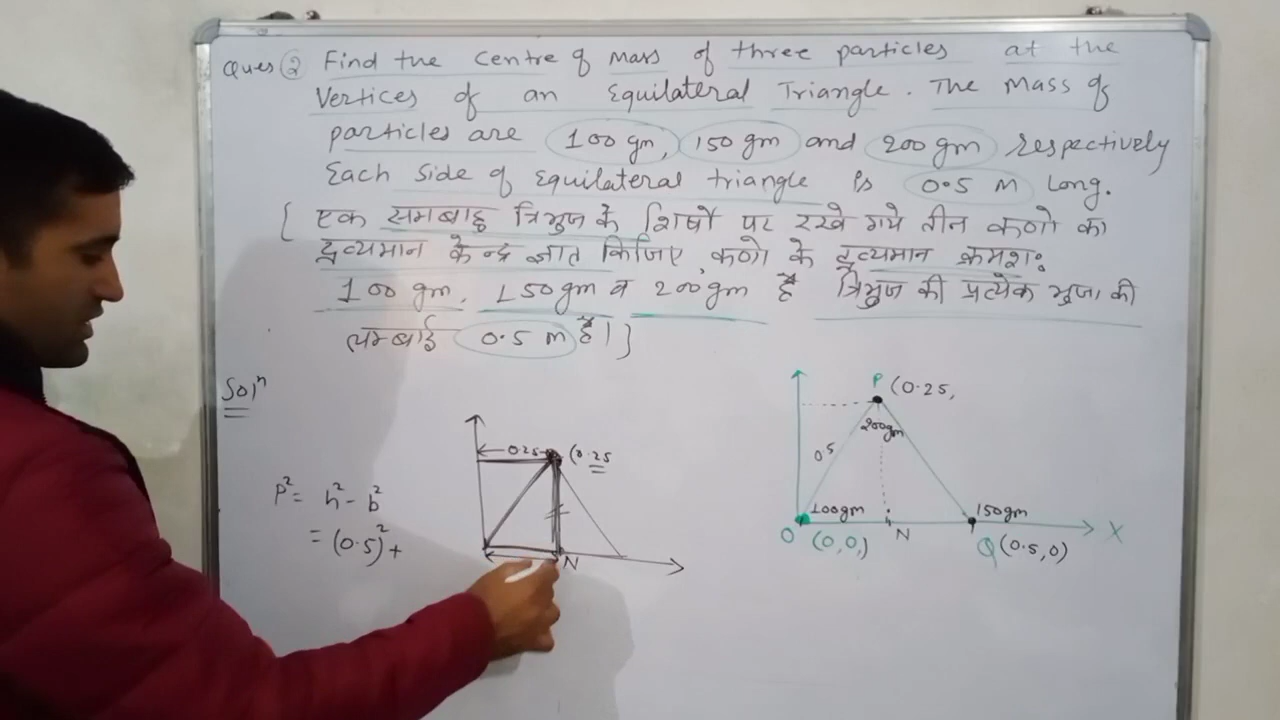 Ques ② Find the Centre of mass of three particles at the
Vertices of an Equilateral Triangle. The Mass of
particles are 100 gm, 150 gm and 200 gm respectively
Each side of equilateral triangle is 0.5 M long.
{ एक समबाहु त्रिभुज के शिर्षो पर रखे गये तीन कणो का
द्रव्यमान केन्द्र ज्ञात किजिए, कणो के द्रव्यमान क्रमशः
100 gm, 150 gm व 200 gm है त्रिभुज की प्रत्येक भुजा की
लम्बाई 0.5 m है। }
Solⁿ
P² = h² - b²
= (0.5)² +
0.25
(0.25
N
P (0.25,
200gm
0.5
100gm
150gm
O (0,0,)
N
Q (0.5,0)
X